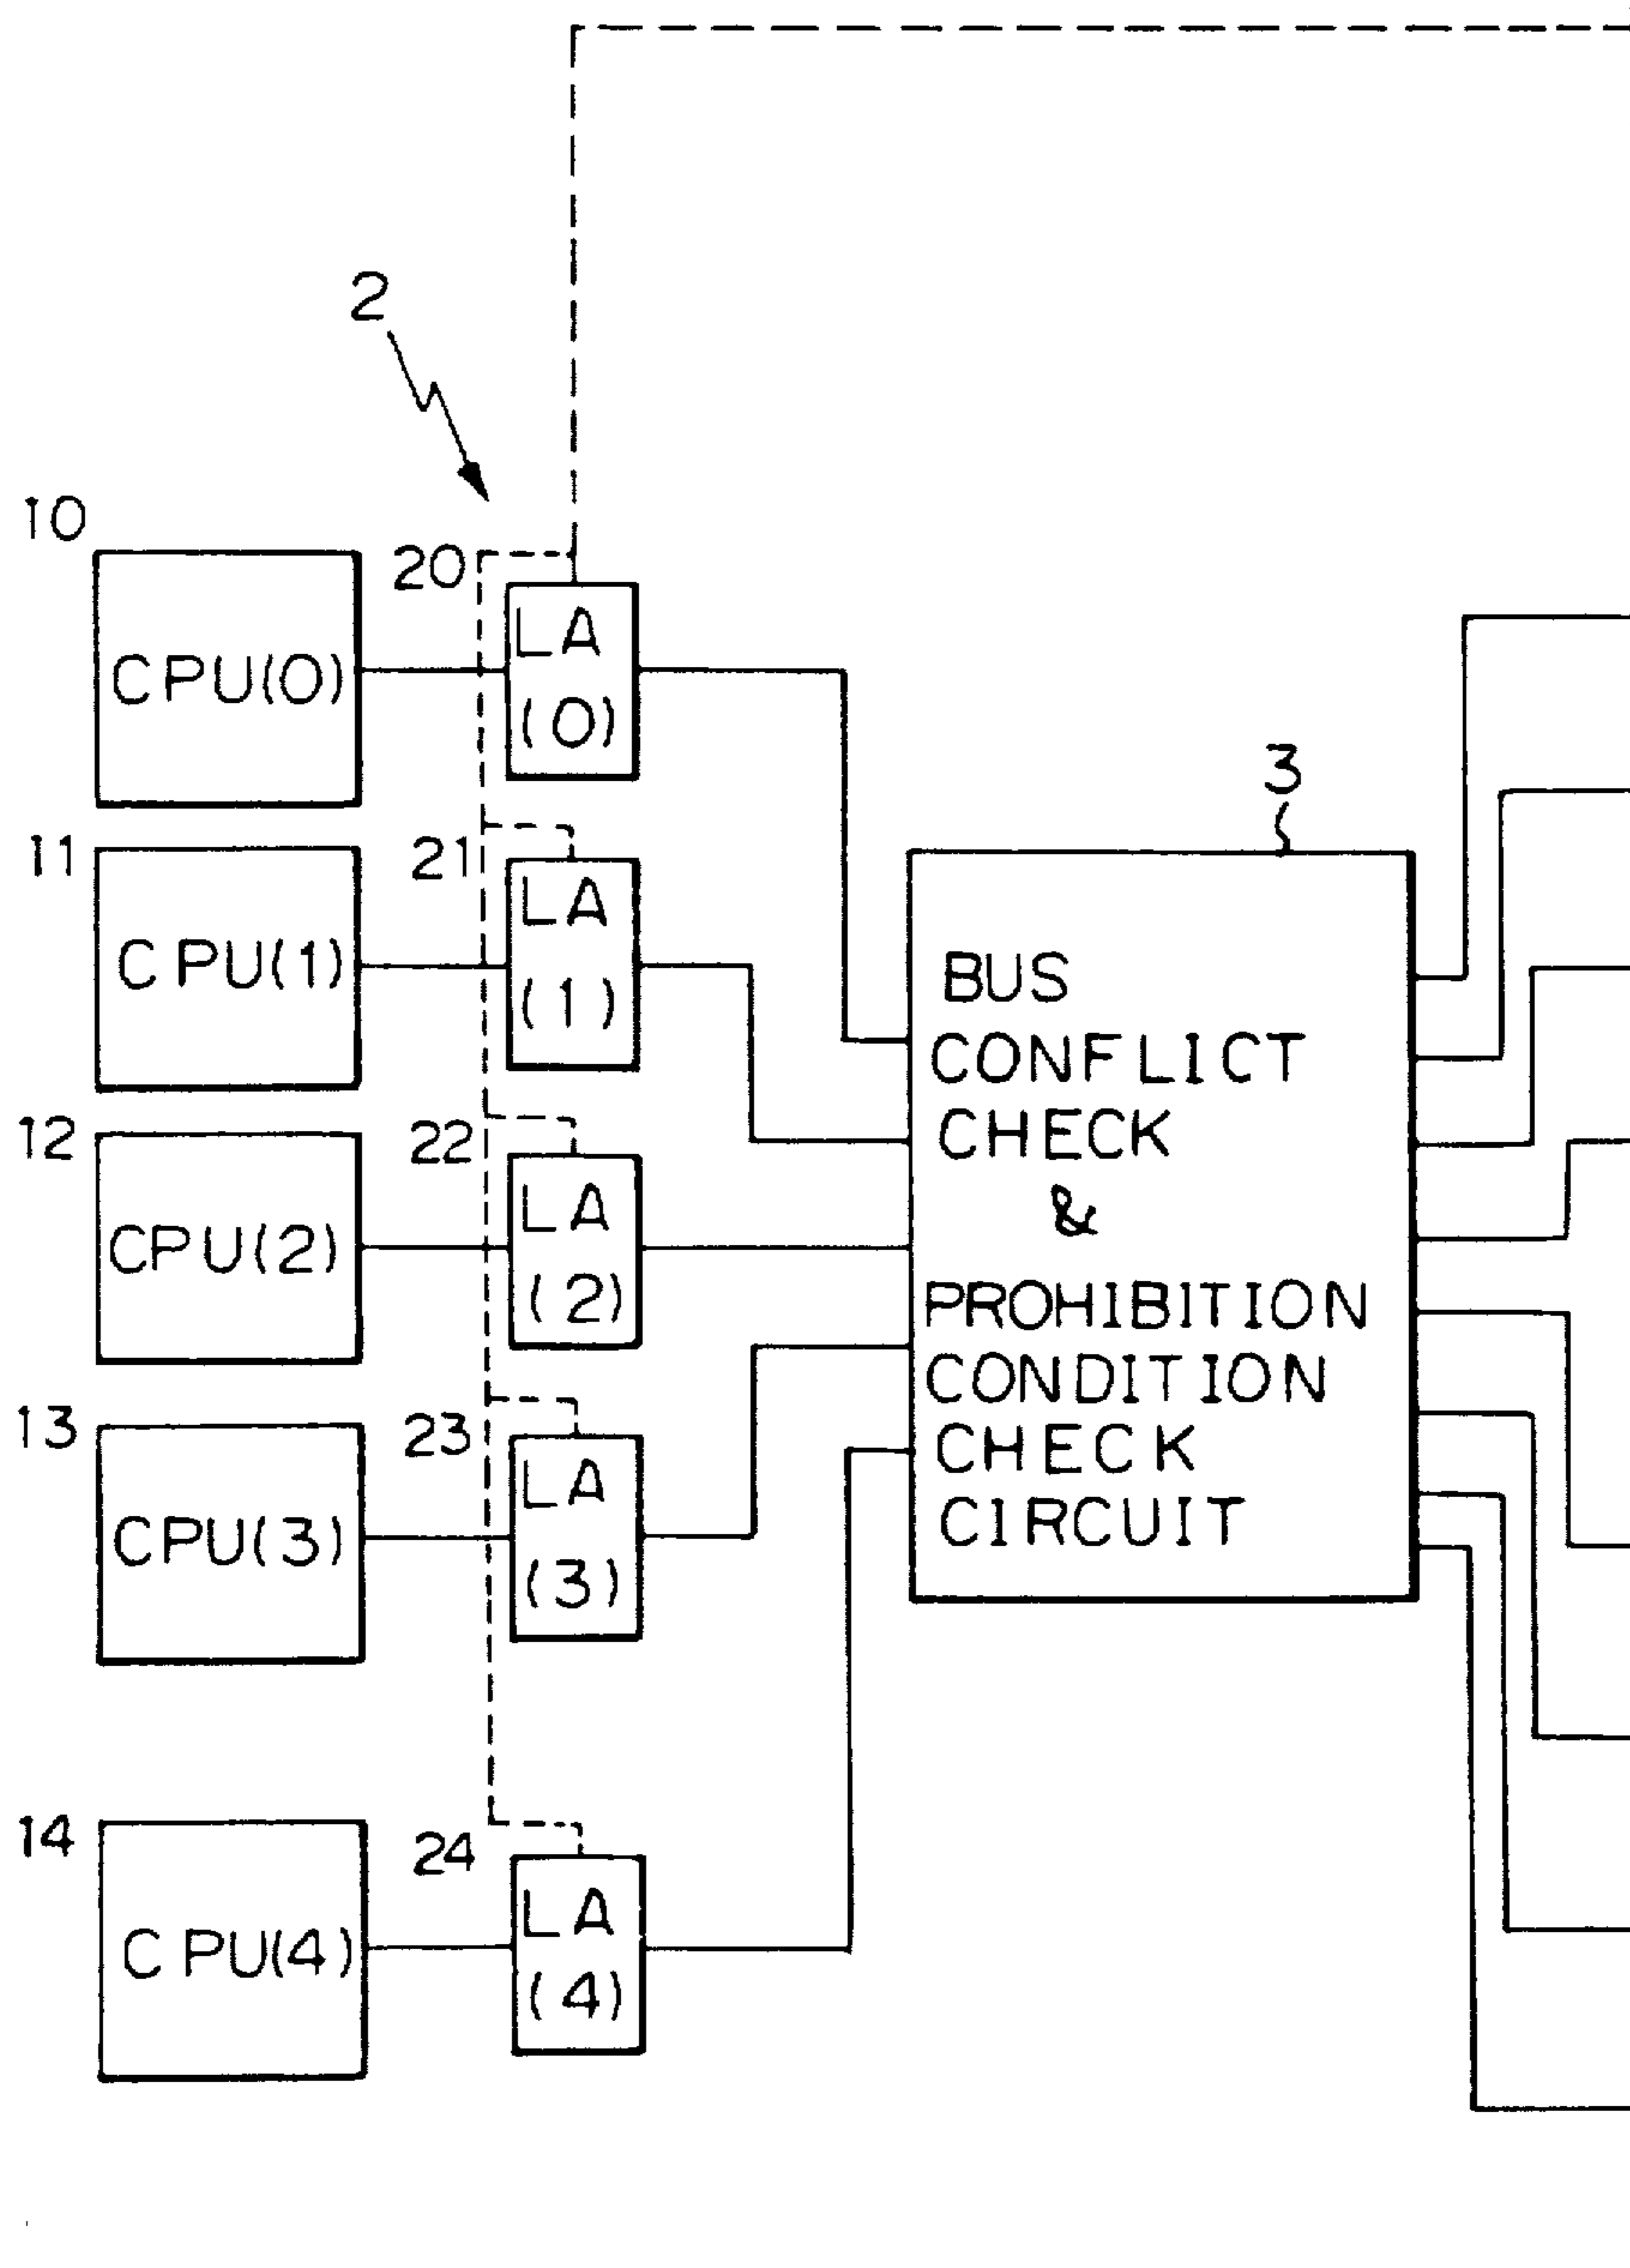 2
10
CPU(0)
20
LA
(0)
11
CPU(1)
21
LA
(1)
12
CPU(2)
22
LA
(2)
13
CPU(3)
23
LA
(3)
14
CPU(4)
24
LA
(4)
3
BUS
CONFLICT
CHECK
&
PROHIBITION
CONDITION
CHECK
CIRCUIT